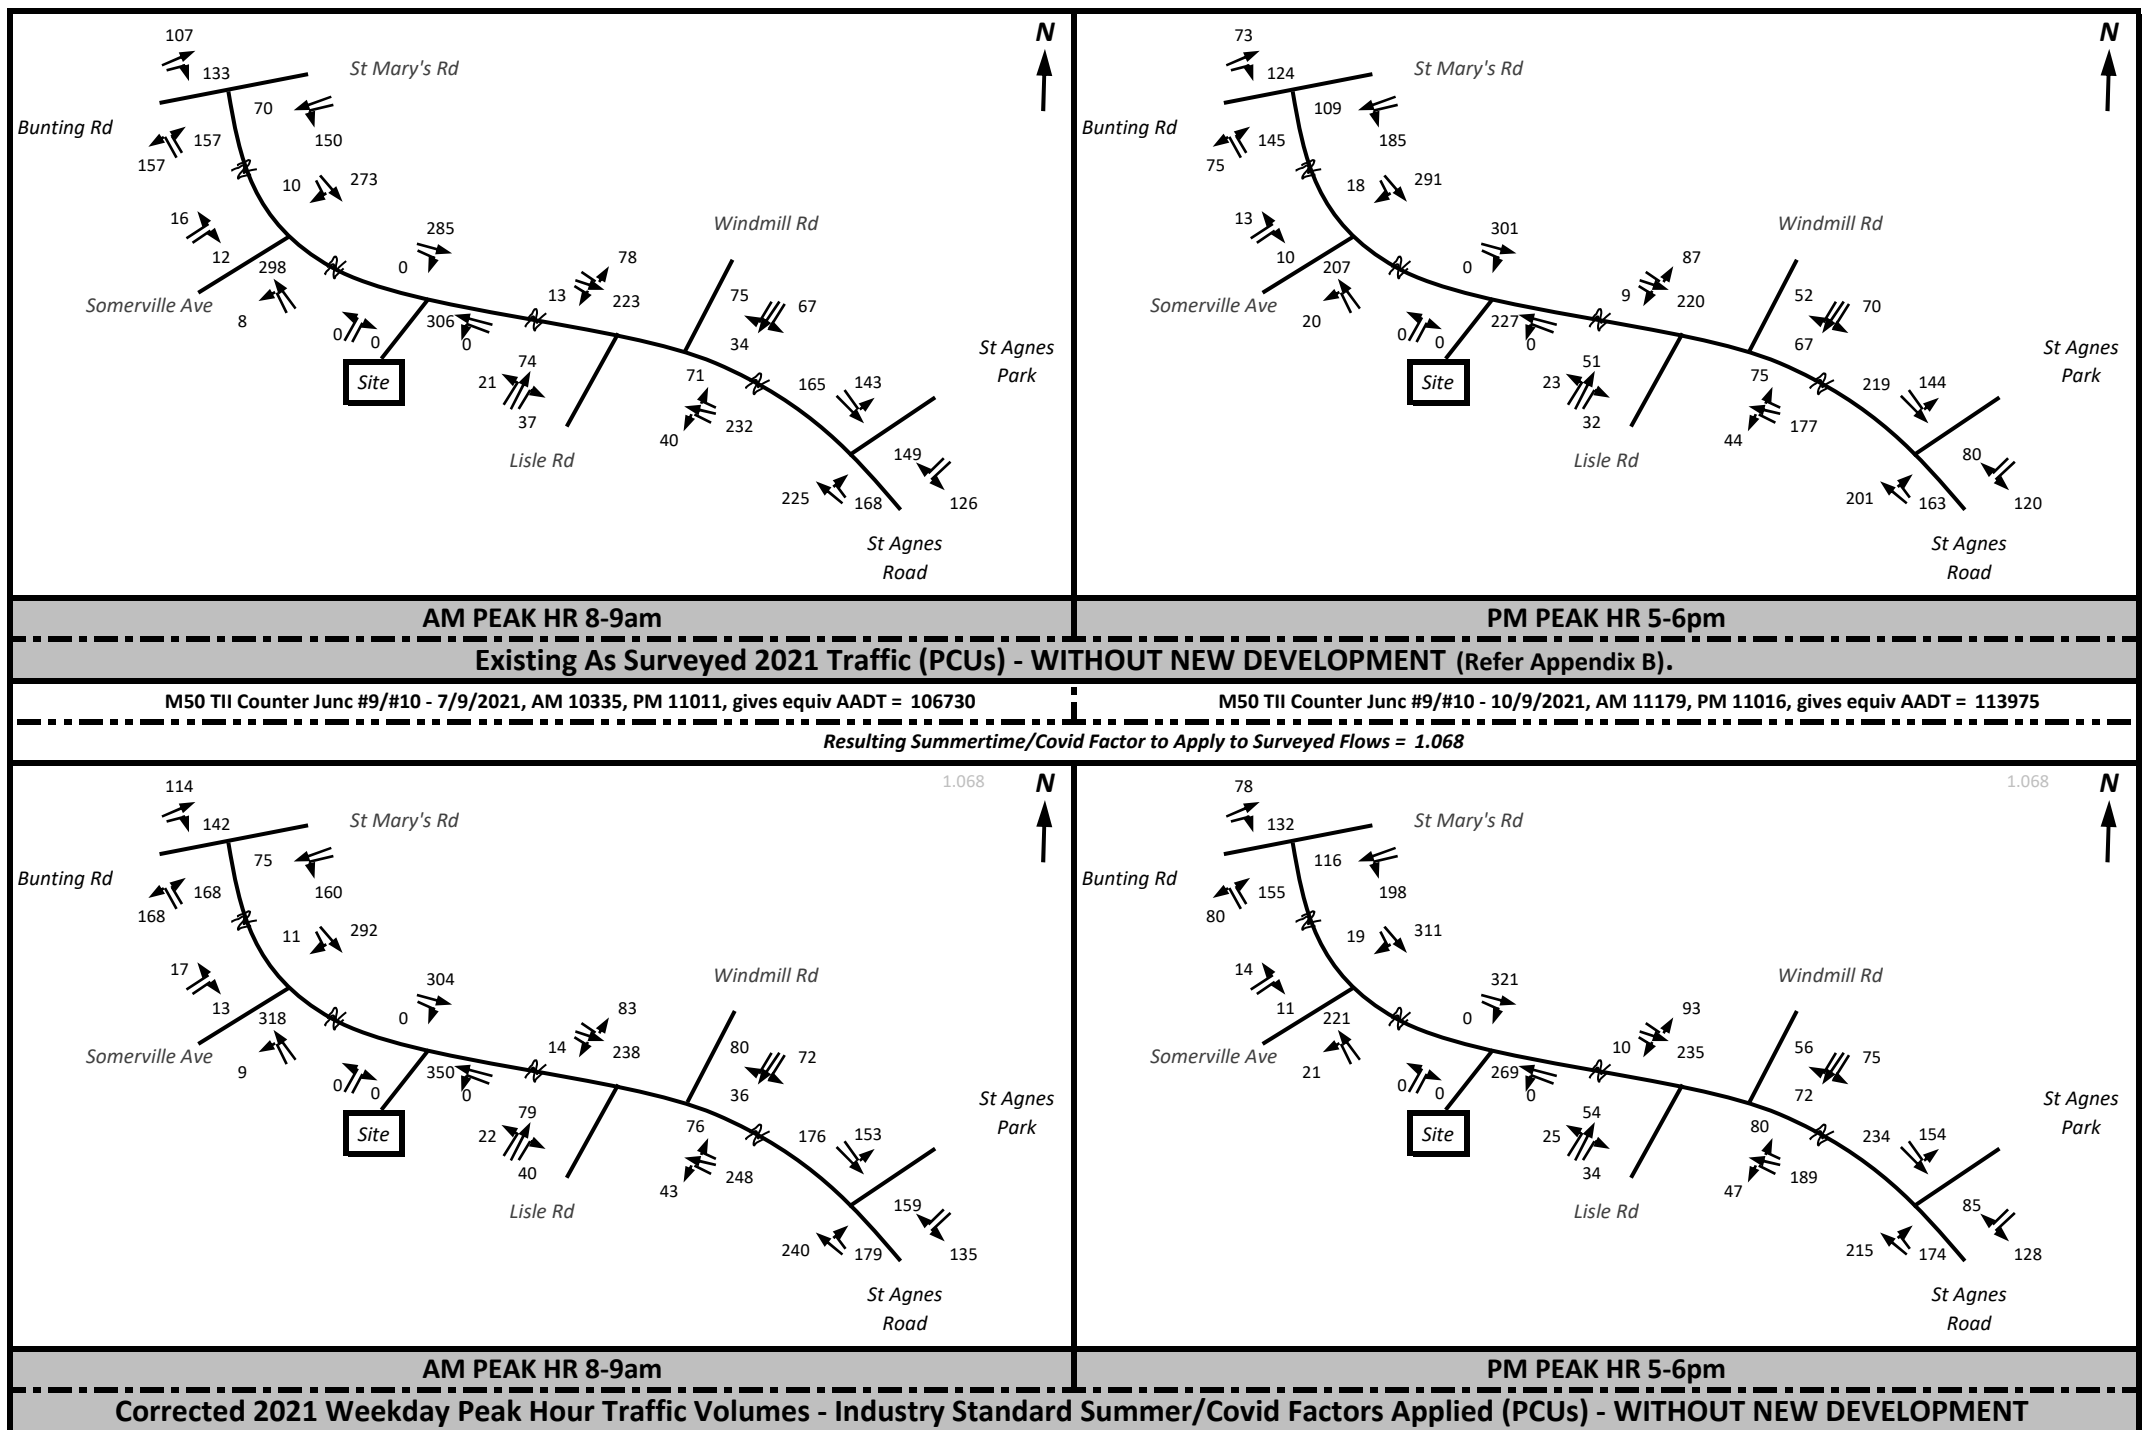 107
N
133
St Mary's Rd
70
Bunting Rd
157
150
157
10
273
16
285
Windmill Rd
12
298
0
78
Somerville Ave
13
223
75
67
8
0
0
306
0
34
St Agnes
Park
Site
74
21
71
165
143
37
40
232
Lisle Rd
149
225
168
126
St Agnes
Road
73
N
124
St Mary's Rd
109
Bunting Rd
145
185
75
18
291
13
301
Windmill Rd
10
207
0
87
Somerville Ave
9
220
52
70
20
0
0
227
0
67
St Agnes
Park
Site
51
23
75
219
144
32
44
177
Lisle Rd
80
201
163
120
St Agnes
Road
AM PEAK HR 8-9am
PM PEAK HR 5-6pm
Existing As Surveyed 2021 Traffic (PCUs) - WITHOUT NEW DEVELOPMENT (Refer Appendix B).
M50 TII Counter Junc #9/#10 - 7/9/2021, AM 10335, PM 11011, gives equiv AADT = 106730
M50 TII Counter Junc #9/#10 - 10/9/2021, AM 11179, PM 11016, gives equiv AADT = 113975
Resulting Summertime/Covid Factor to Apply to Surveyed Flows = 1.068
114
1.068
N
142
St Mary's Rd
75
Bunting Rd
168
160
168
11
292
17
304
Windmill Rd
13
318
0
83
Somerville Ave
14
238
80
72
9
0
0
350
0
36
St Agnes
Park
Site
79
22
76
176
153
40
43
248
Lisle Rd
159
240
179
135
St Agnes
Road
78
1.068
N
132
St Mary's Rd
116
Bunting Rd
155
198
80
19
311
14
321
Windmill Rd
11
221
0
93
Somerville Ave
10
235
56
75
21
0
0
269
0
72
St Agnes
Park
Site
54
25
80
234
154
34
47
189
Lisle Rd
85
215
174
128
St Agnes
Road
AM PEAK HR 8-9am
PM PEAK HR 5-6pm
Corrected 2021 Weekday Peak Hour Traffic Volumes - Industry Standard Summer/Covid Factors Applied (PCUs) - WITHOUT NEW DEVELOPMENT